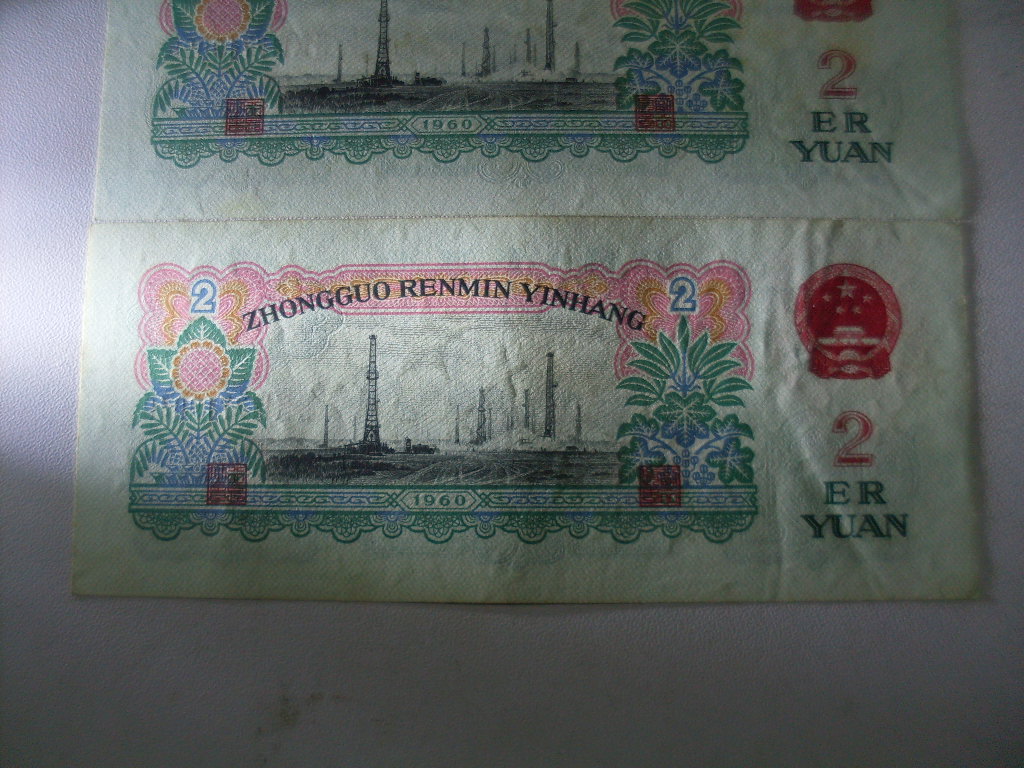 2
1960
ER
YUAN
2 ZHONGGUO RENMIN YINHANG 2
2
1960
ER
YUAN